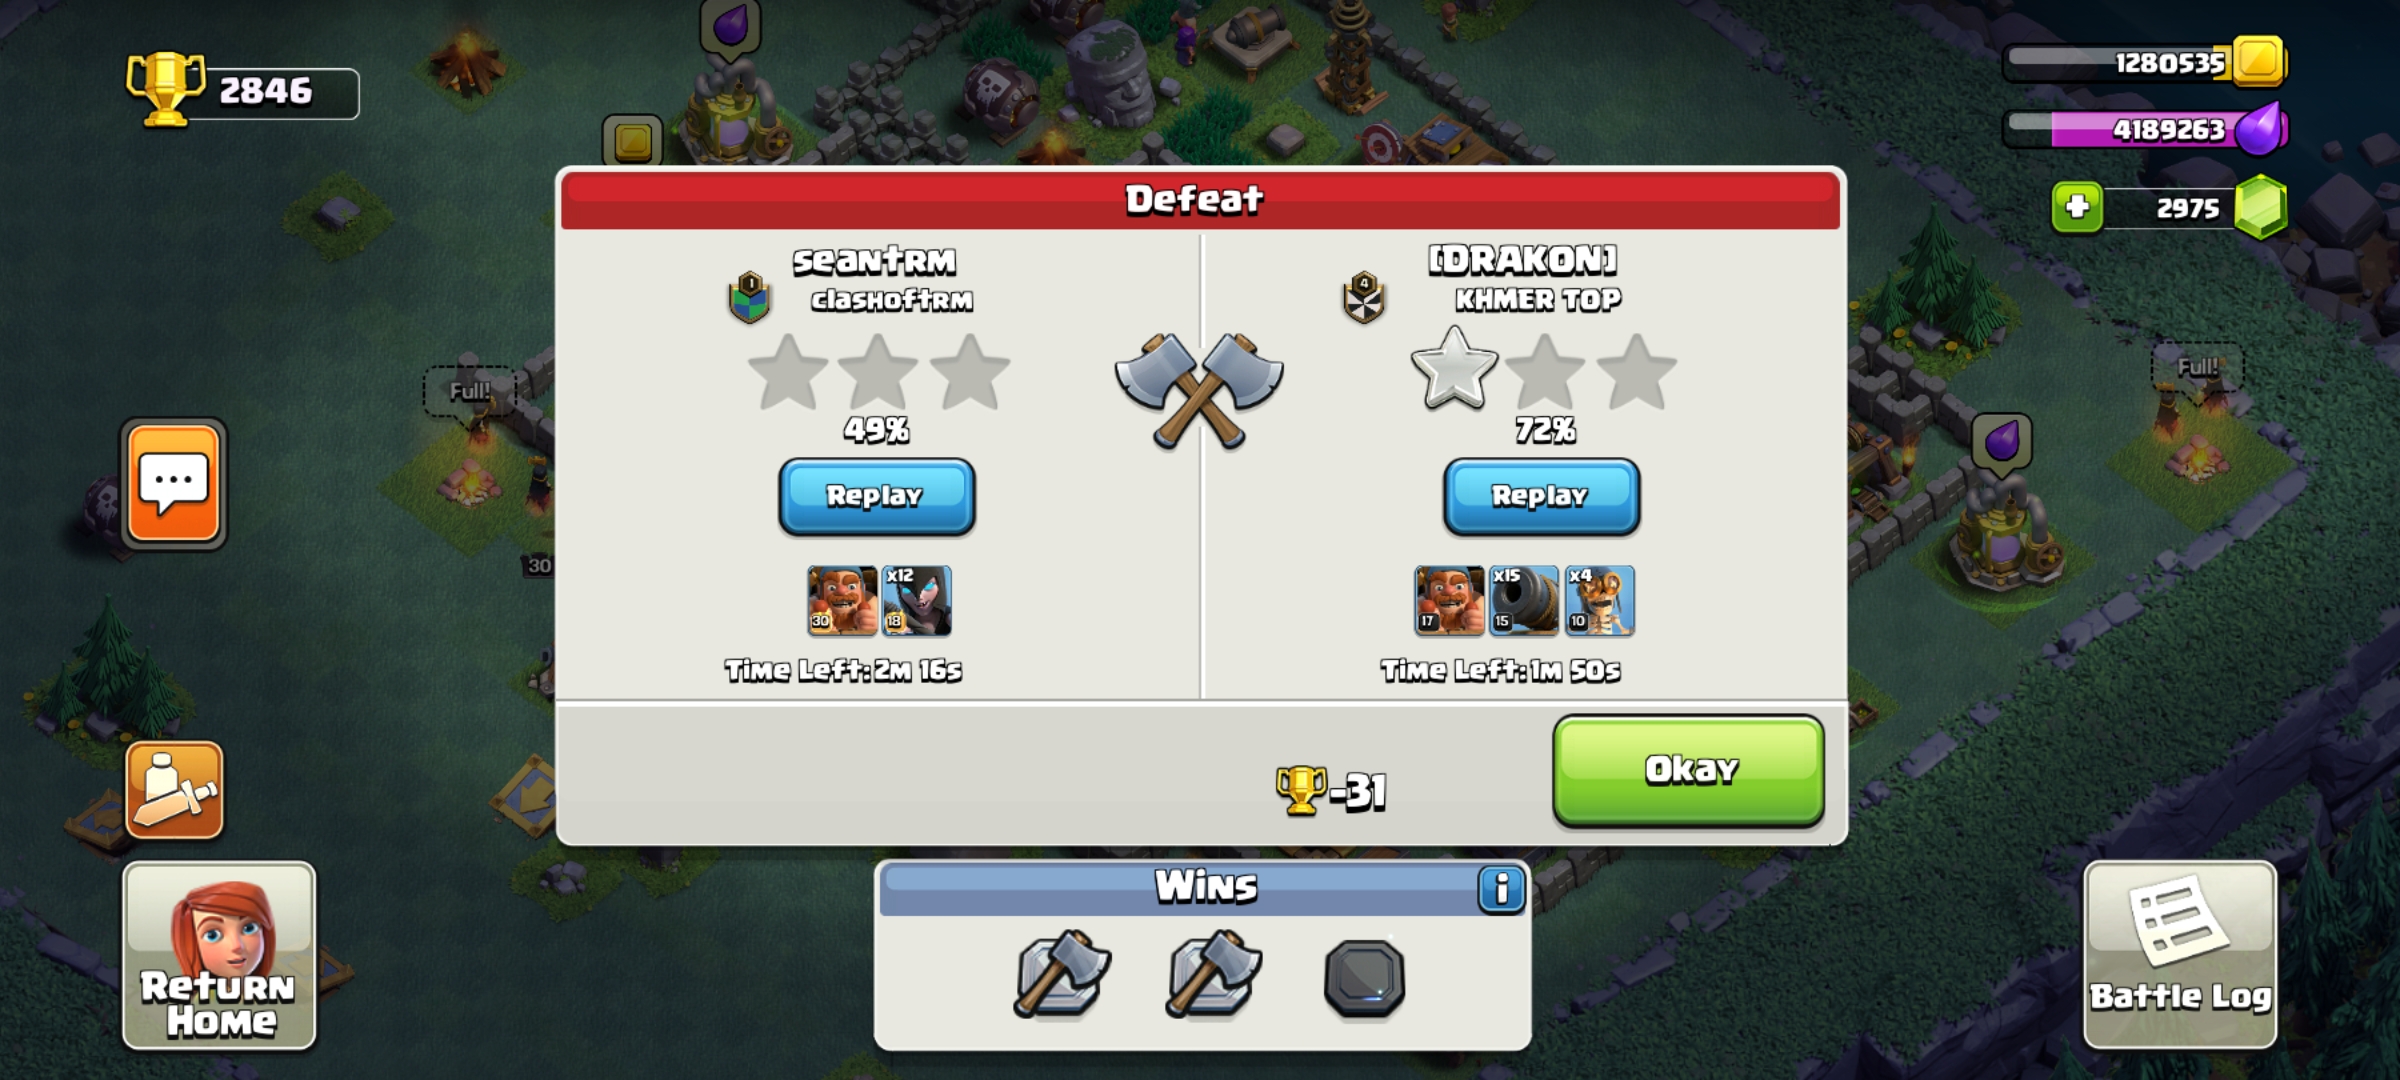 2846
1280535
4189263
2975
Defeat
seantRM
clashoftRM
1
49%
Replay
30
x12
18
Time Left:2m 16s
[DRAKON]
KHMER TOP
4
72%
Replay
17
x15
15
x4
10
Time Left:1m 50s
Full!
Full!
30
-31
Okay
Wins
i
Return
Home
Battle Log